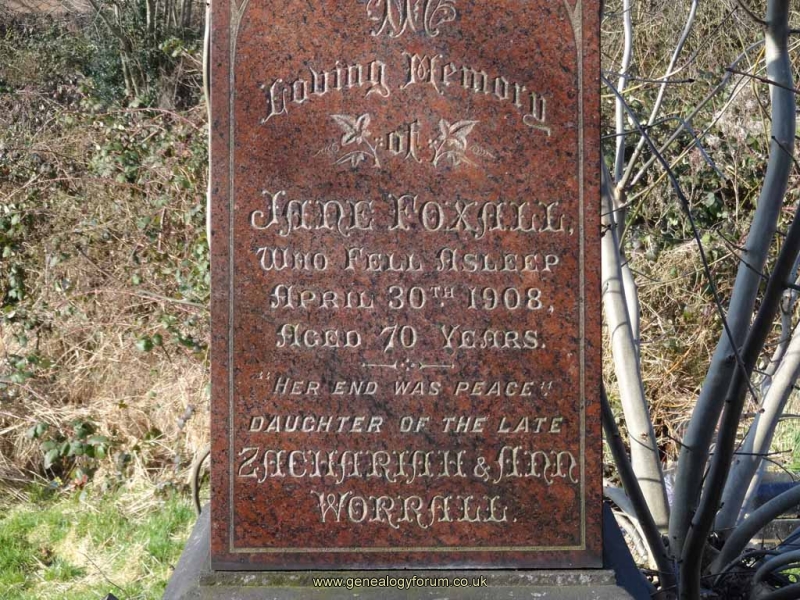 In
Loving Memory
of
JANE FOXALL,
WHO FELL ASLEEP
APRIL 30TH 1908,
AGED 70 YEARS.
"HER END WAS PEACE"
DAUGHTER OF THE LATE
ZACHARIAH & ANN
WORRALL.
www.genealogyforum.co.uk